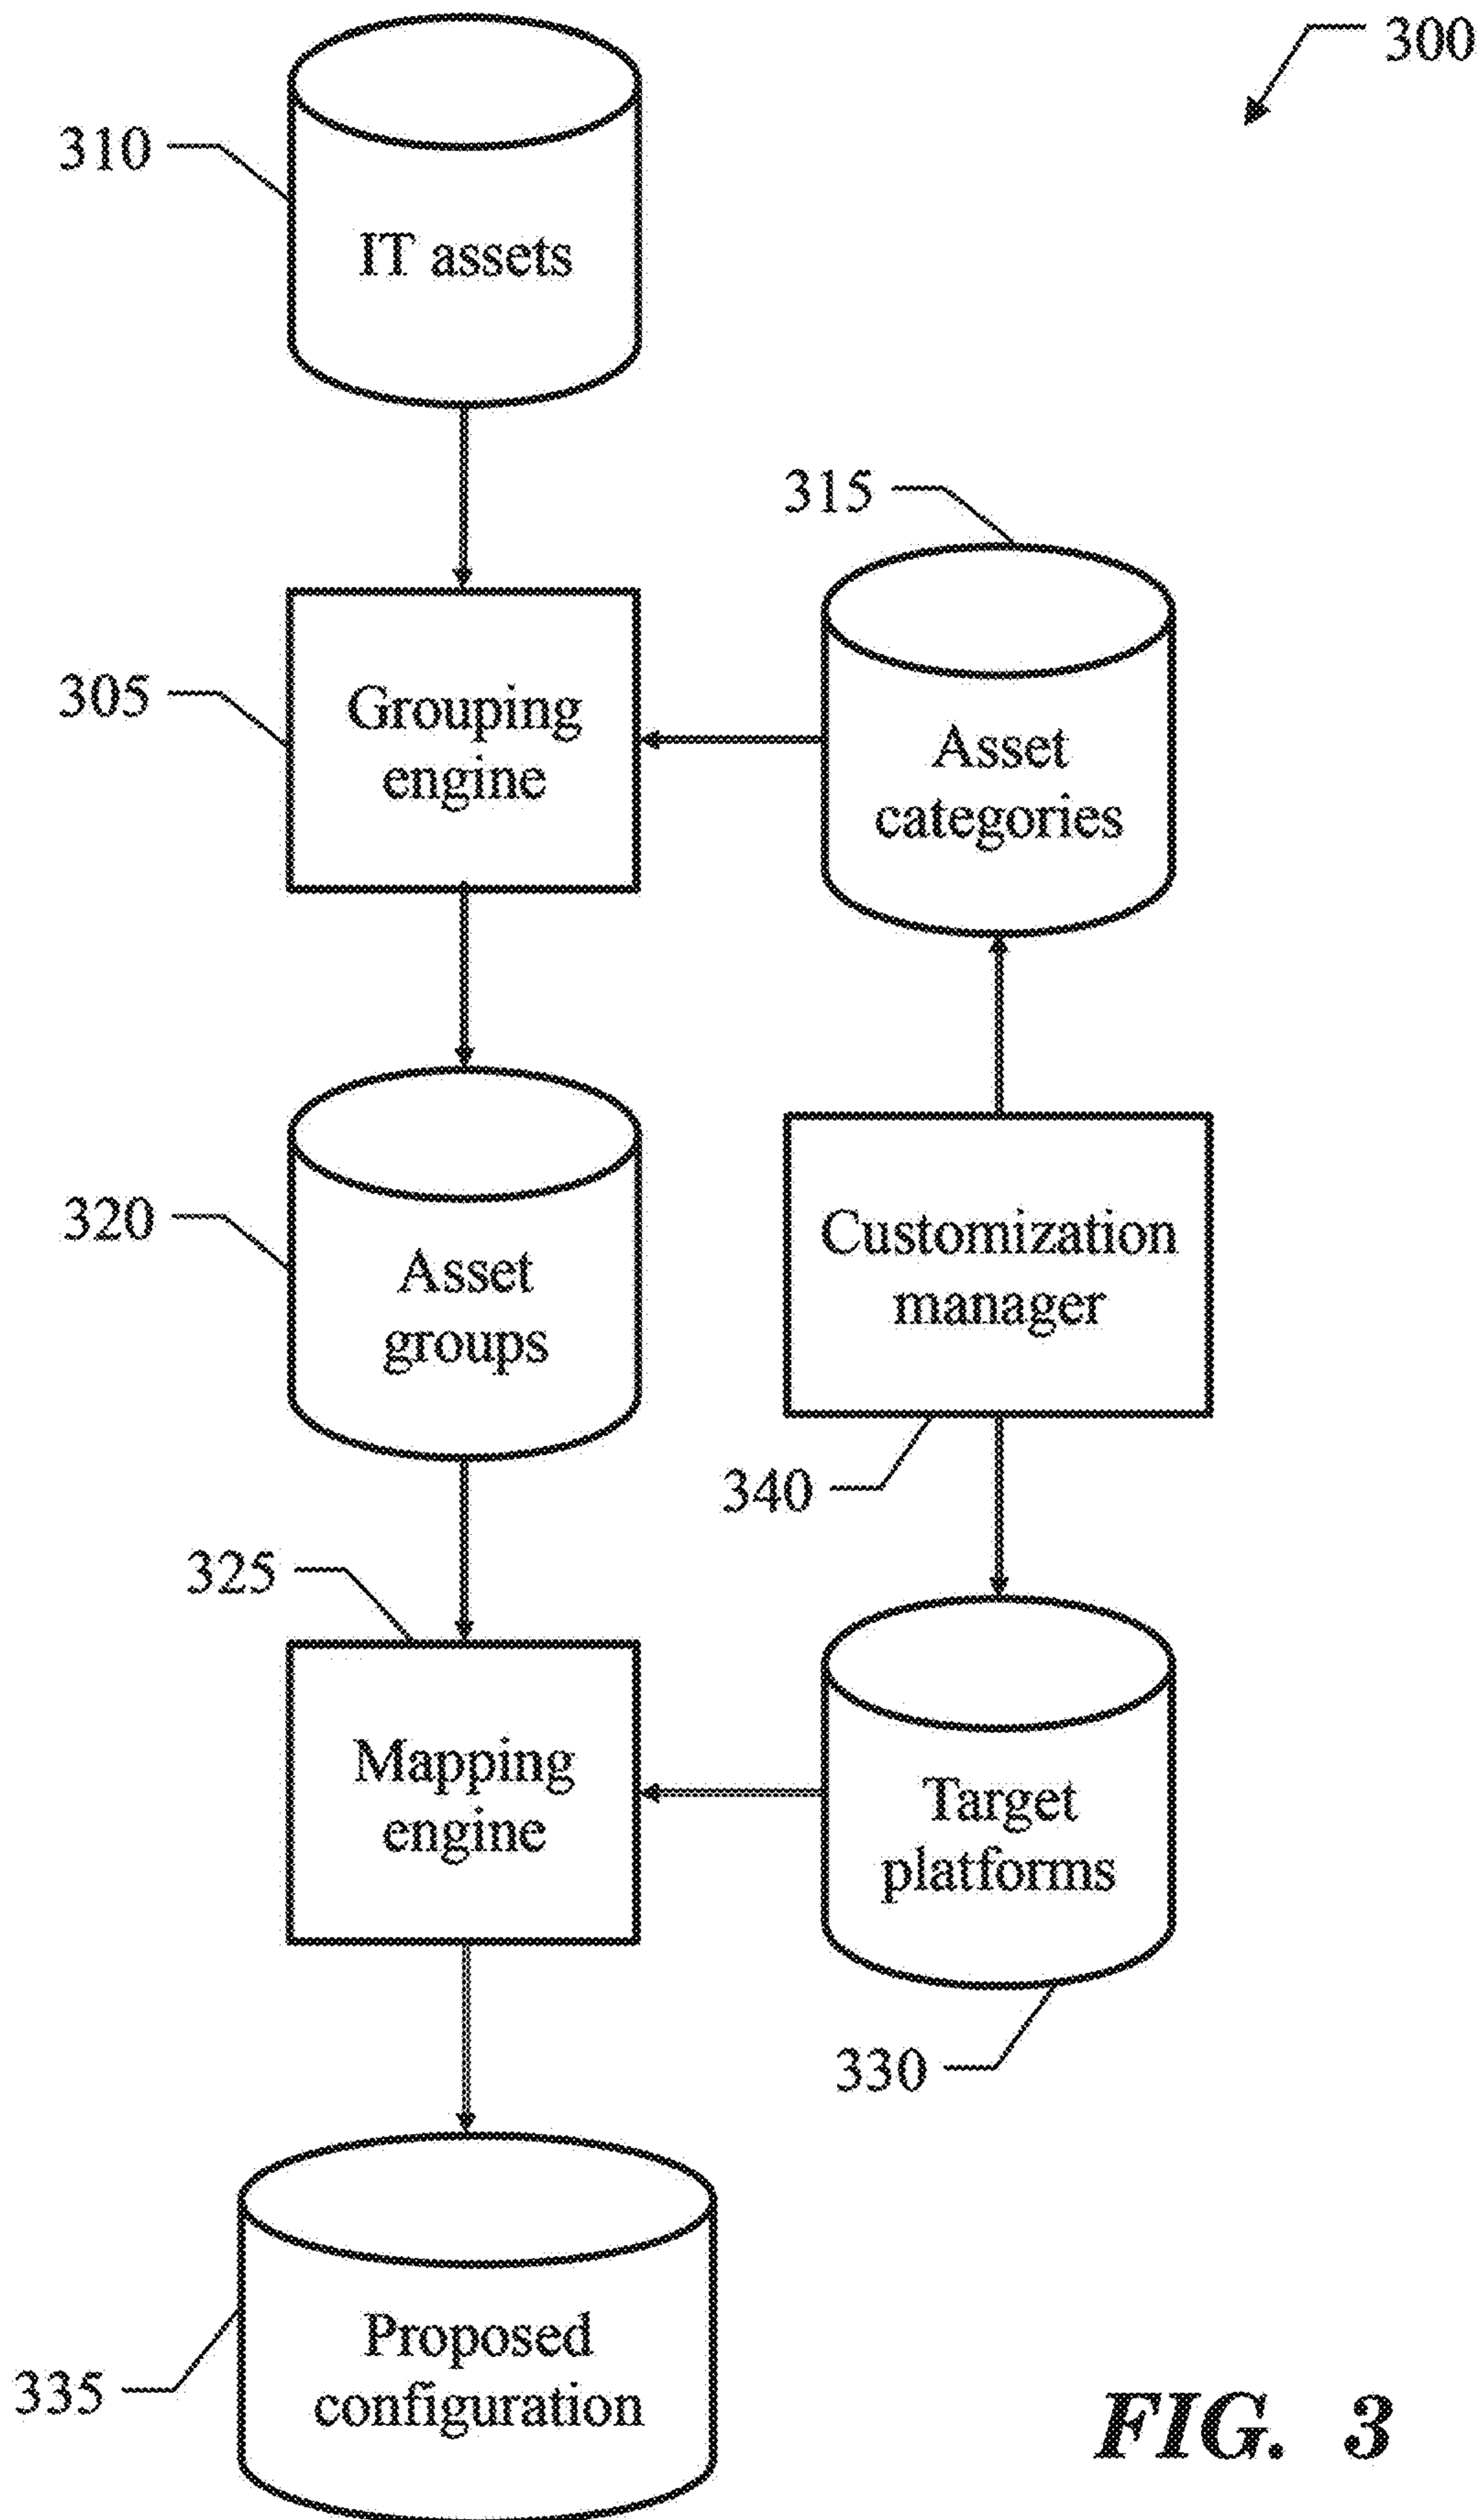 300
310
IT assets
315
305
Grouping
engine
Asset
categories
320
Asset
groups
Customization
manager
340
325
Mapping
engine
Target
platforms
330
335
Proposed
configuration
FIG. 3